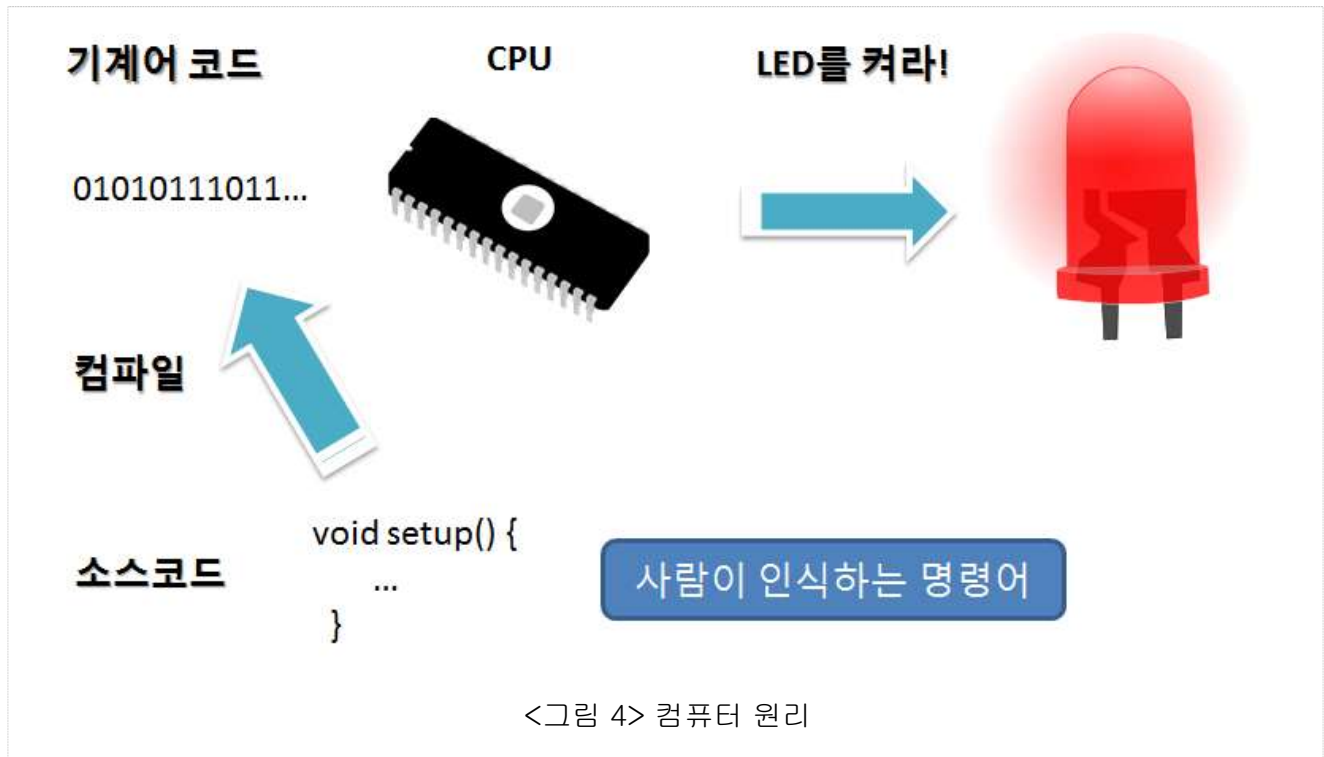 기계어 코드
CPU
LED를 켜라!
01010111011...
컴파일
소스코드
void setup() {
...
}
사람이 인식하는 명령어
<그림 4> 컴퓨터 원리